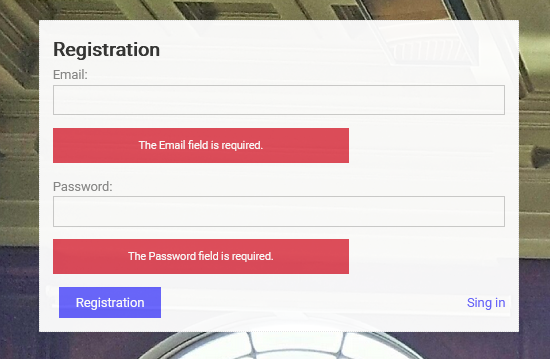 Registration
Email:
The Email field is required.
Password:
The Password field is required.
Registration
Sing in